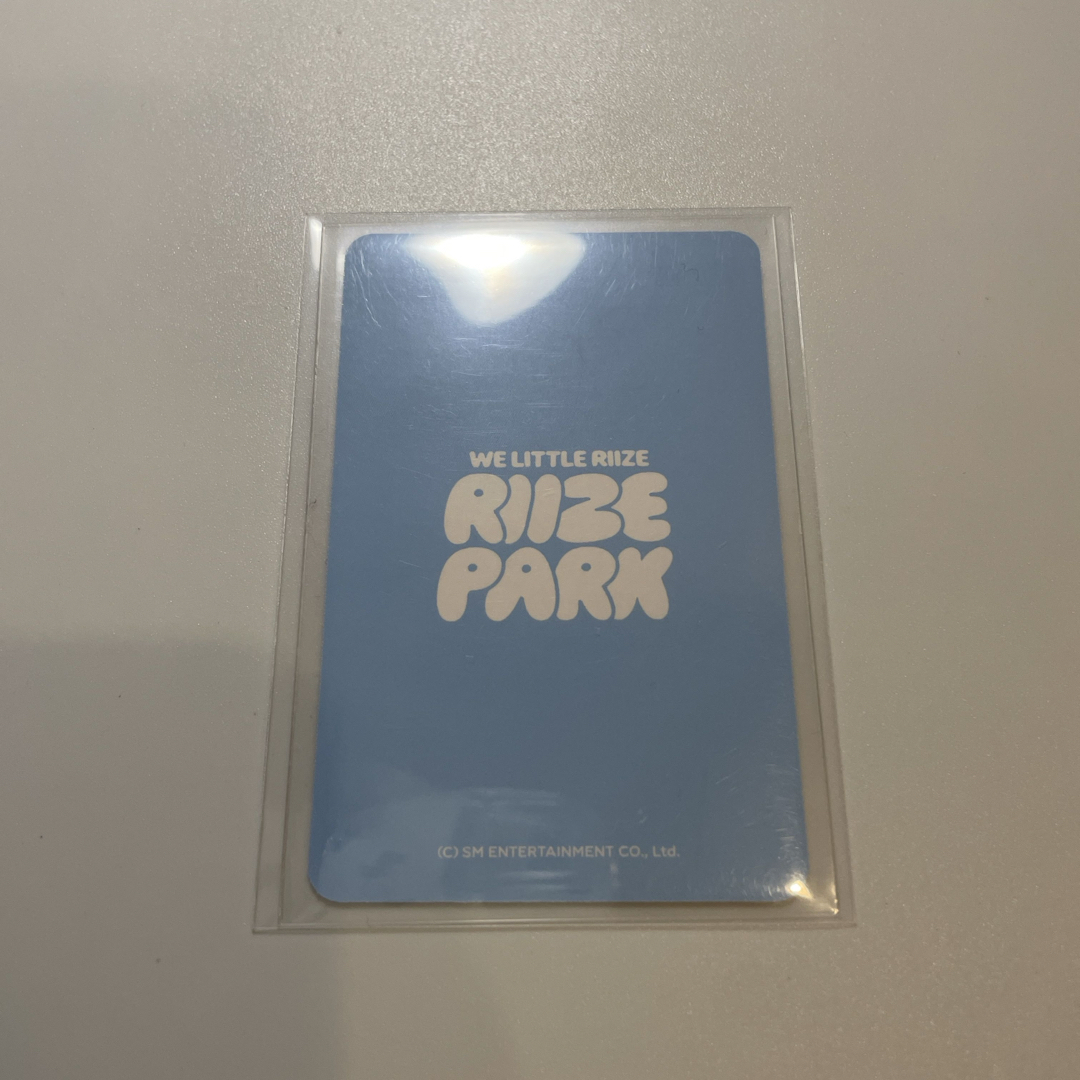 WE LITTLE RIIZE
RIIZE
PARK
(C) SM ENTERTAINMENT CO., Ltd.